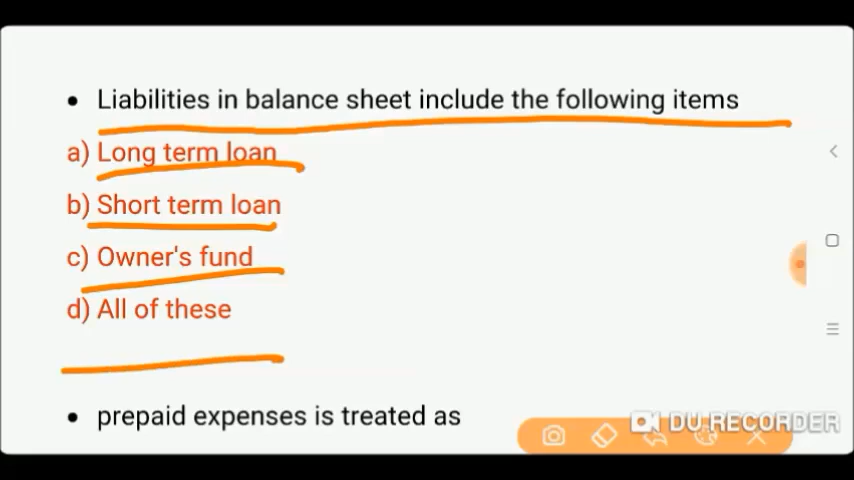 • Liabilities in balance sheet include the following items
a) Long term loan
b) Short term loan
c) Owner's fund
d) All of these
• prepaid expenses is treated as
DU RECORDER